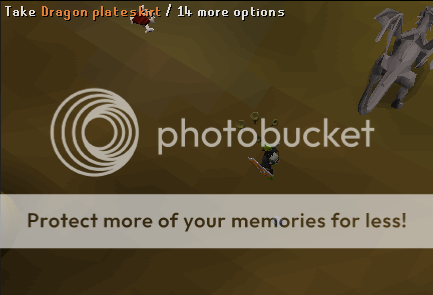 Take Dragon plateskirt / 14 more options
photobucket
Protect more of your memories for less!